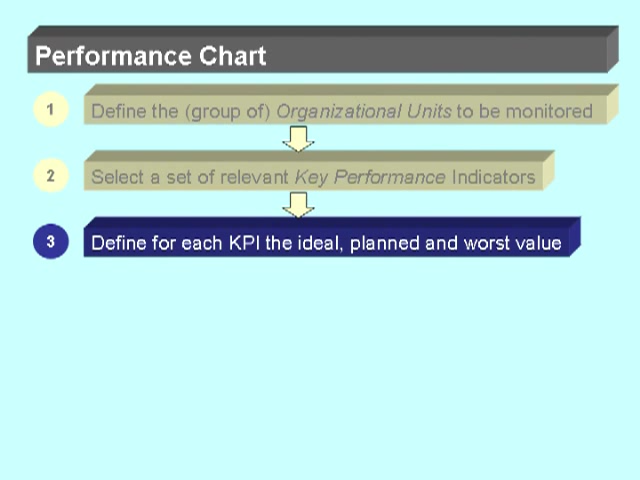 Performance Chart
1
Define the (group of) Organizational Units to be monitored
2
Select a set of relevant Key Performance Indicators
3
Define for each KPI the ideal, planned and worst value